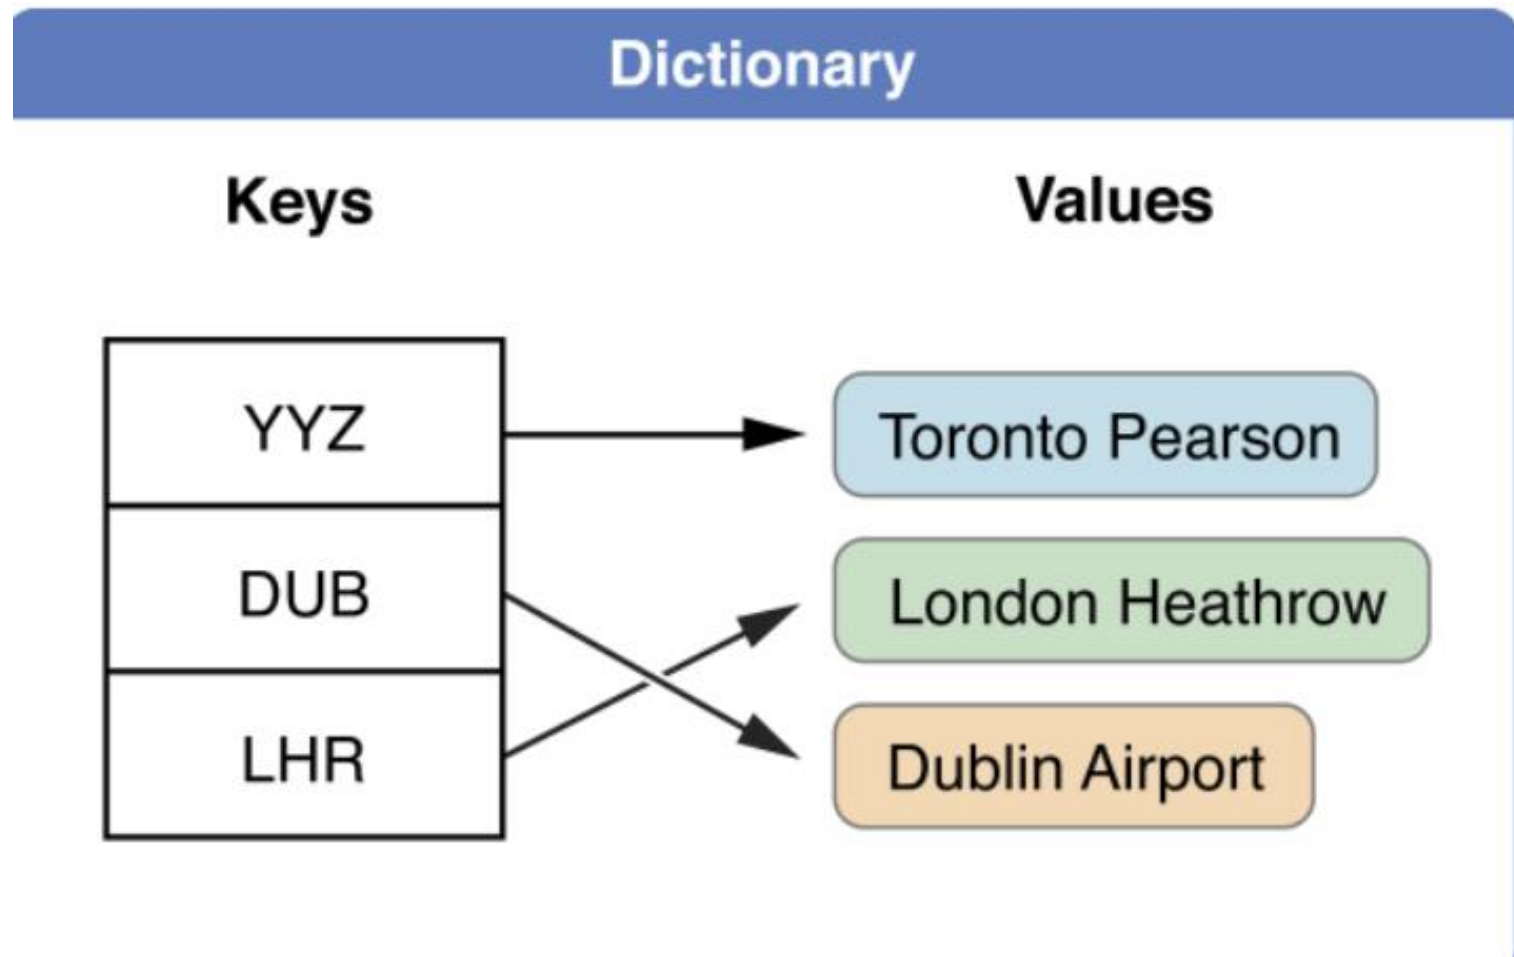 Dictionary
Keys
Values
YYZ
Toronto Pearson
DUB
London Heathrow
LHR
Dublin Airport